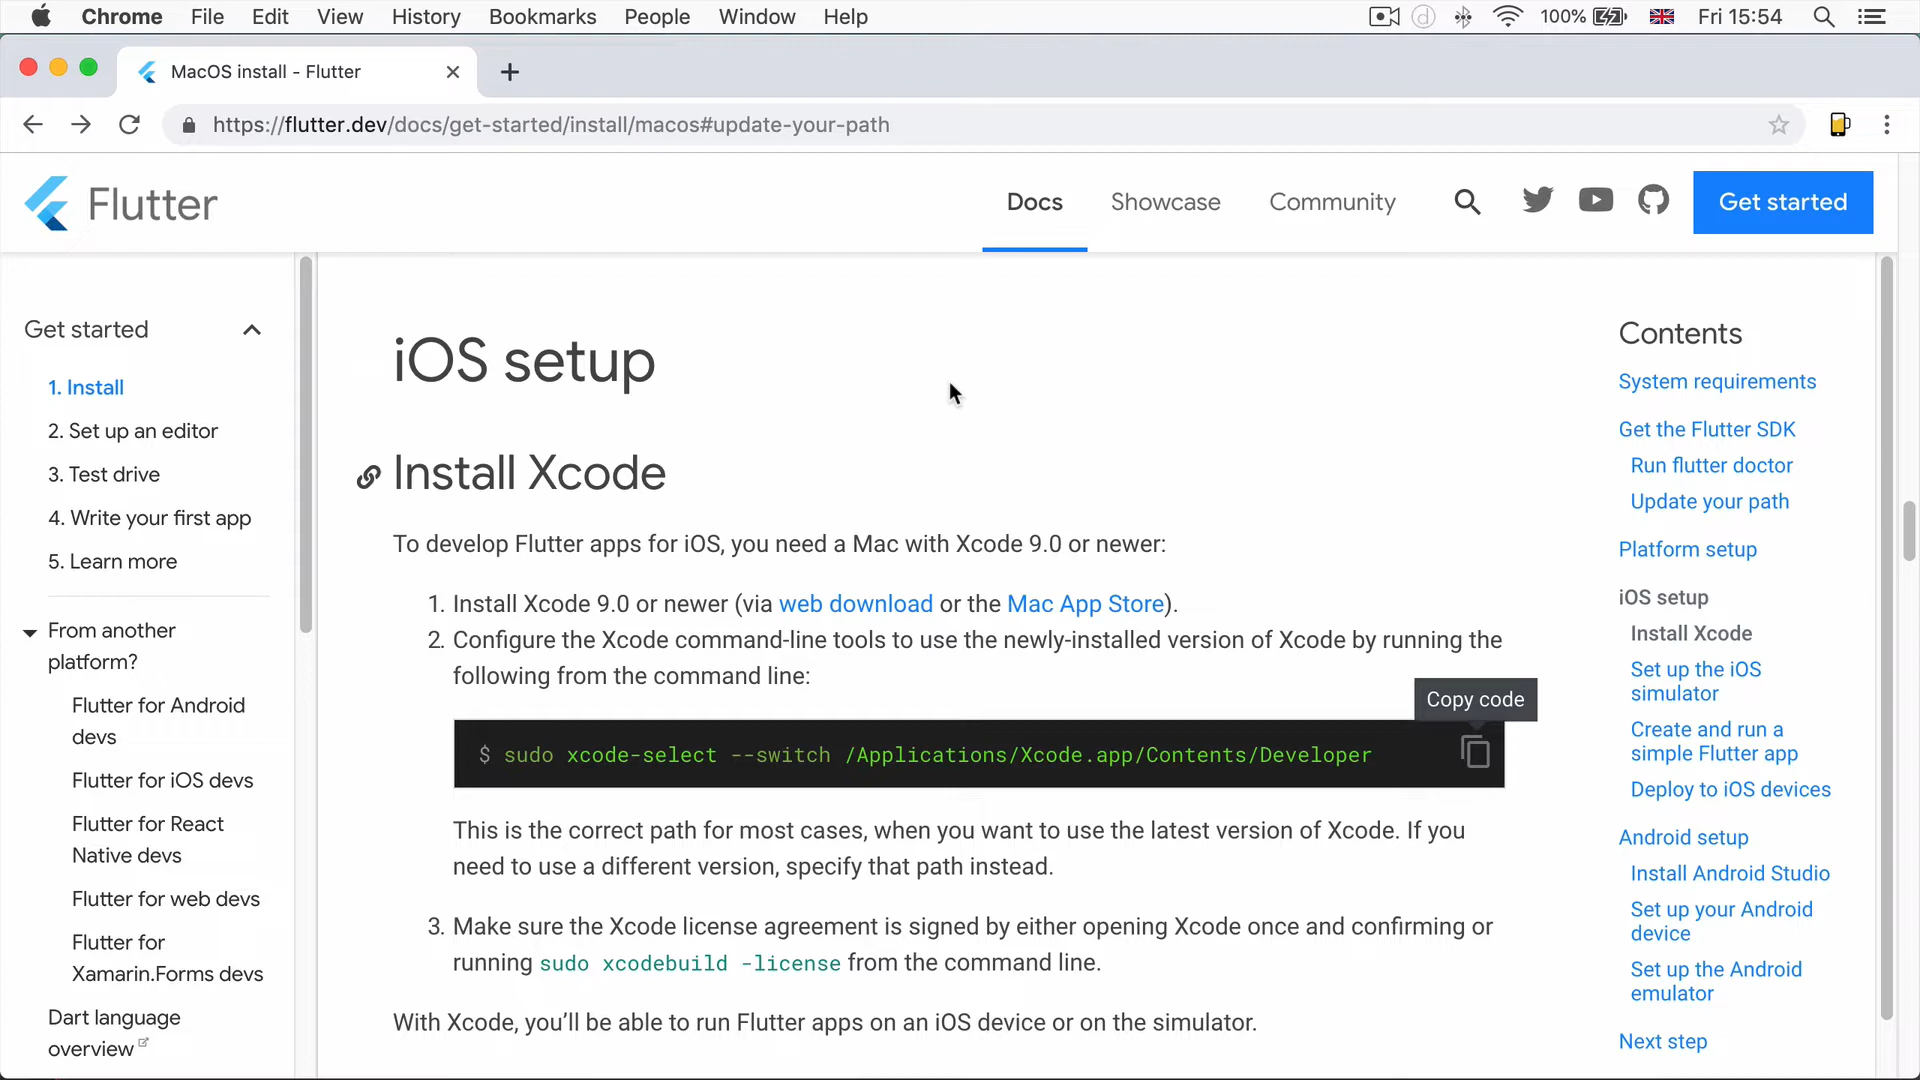 Chrome File Edit View History Bookmarks People Window Help 100% Fri 15:54
MacOS install - Flutter
https://flutter.dev/docs/get-started/install/macos#update-your-path
Flutter
Docs Showcase Community Get started
Get started
1. Install
2. Set up an editor
3. Test drive
4. Write your first app
5. Learn more
From another
platform?
Flutter for Android
devs
Flutter for iOS devs
Flutter for React
Native devs
Flutter for web devs
Flutter for
Xamarin.Forms devs
Dart language
overview
iOS setup
Install Xcode
To develop Flutter apps for iOS, you need a Mac with Xcode 9.0 or newer:
1. Install Xcode 9.0 or newer (via web download or the Mac App Store).
2. Configure the Xcode command-line tools to use the newly-installed version of Xcode by running the
following from the command line:
Copy code
$ sudo xcode-select --switch /Applications/Xcode.app/Contents/Developer
This is the correct path for most cases, when you want to use the latest version of Xcode. If you
need to use a different version, specify that path instead.
3. Make sure the Xcode license agreement is signed by either opening Xcode once and confirming or
running sudo xcodebuild -license from the command line.
With Xcode, you’ll be able to run Flutter apps on an iOS device or on the simulator.
Contents
System requirements
Get the Flutter SDK
Run flutter doctor
Update your path
Platform setup
iOS setup
Install Xcode
Set up the iOS
simulator
Create and run a
simple Flutter app
Deploy to iOS devices
Android setup
Install Android Studio
Set up your Android
device
Set up the Android
emulator
Next step